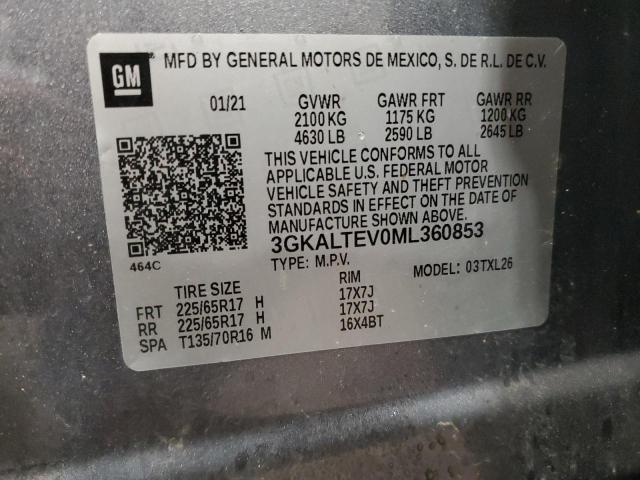 GM
MFD BY GENERAL MOTORS DE MEXICO, S. DE R.L. DE C.V.
01/21 GVWR GAWR FRT GAWR RR
2100 KG 1175 KG 1200 KG
4630 LB 2590 LB 2645 LB
THIS VEHICLE CONFORMS TO ALL
APPLICABLE U.S. FEDERAL MOTOR
VEHICLE SAFETY AND THEFT PREVENTION
STANDARDS IN EFFECT ON THE DATE OF
MANUFACTURE SHOWN ABOVE.
3GKALTEV0ML360853
464C
TYPE: M.P.V. MODEL: 03TXL26
TIRE SIZE RIM
FRT 225/65R17 H 17X7J
RR 225/65R17 H 17X7J
SPA T135/70R16 M 16X4BT